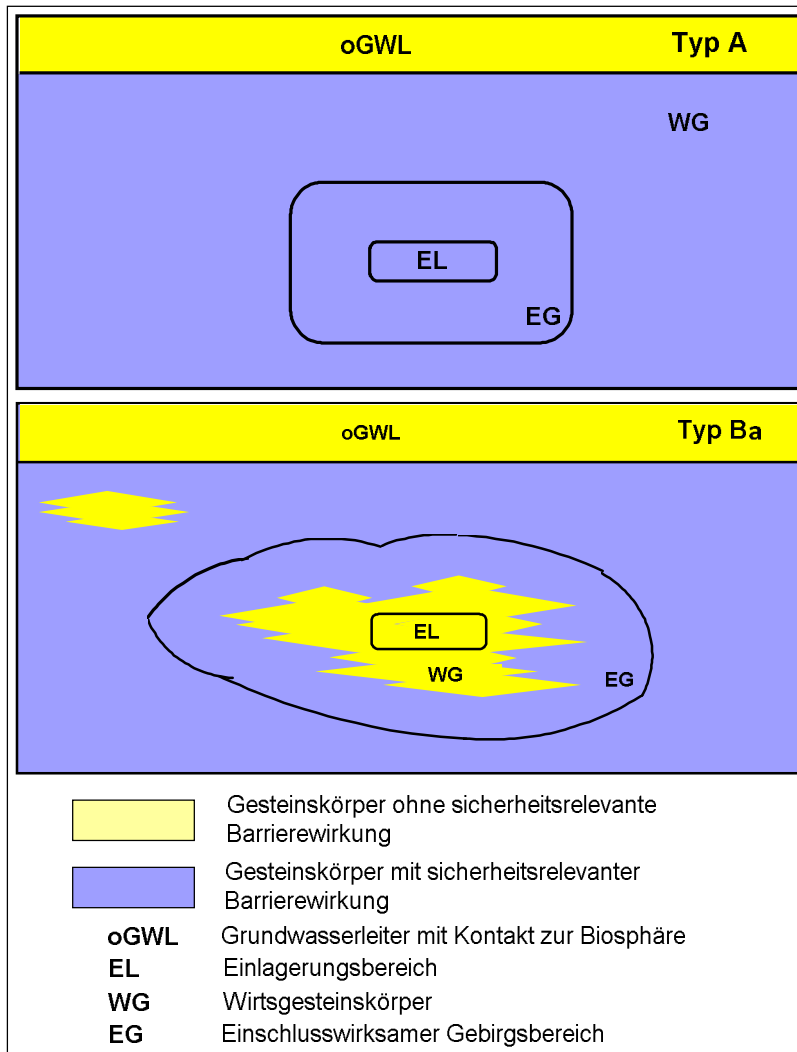 oGWL Typ A
WG
EL
EG
oGWL Typ Ba
EL
WG EG
Gesteinskörper ohne sicherheitsrelevante
Barrierewirkung
Gesteinskörper mit sicherheitsrelevanter
Barrierewirkung
oGWL Grundwasserleiter mit Kontakt zur Biosphäre
EL Einlagerungsbereich
WG Wirtsgesteinskörper
EG Einschlusswirksamer Gebirgsbereich